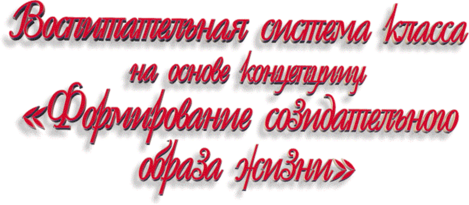 Воспитательная система класса
на основе концепции
«Формирование созидательного
образа жизни»